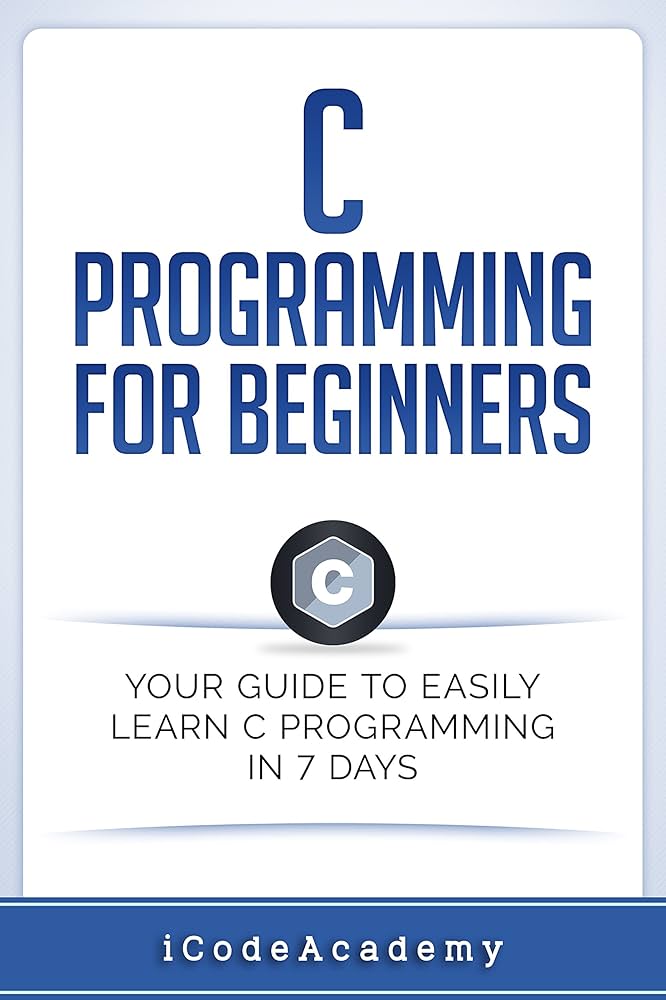 C
PROGRAMMING
FOR BEGINNERS
C
YOUR GUIDE TO EASILY
LEARN C PROGRAMMING
IN 7 DAYS
iCodeAcademy